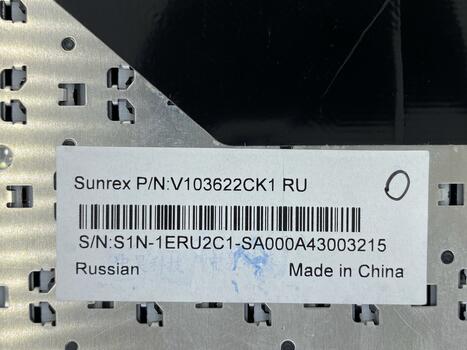 Sunrex P/N:V103622CK1 RU
S/N:S1N-1ERU2C1-SA000A43003215
Russian Made in China